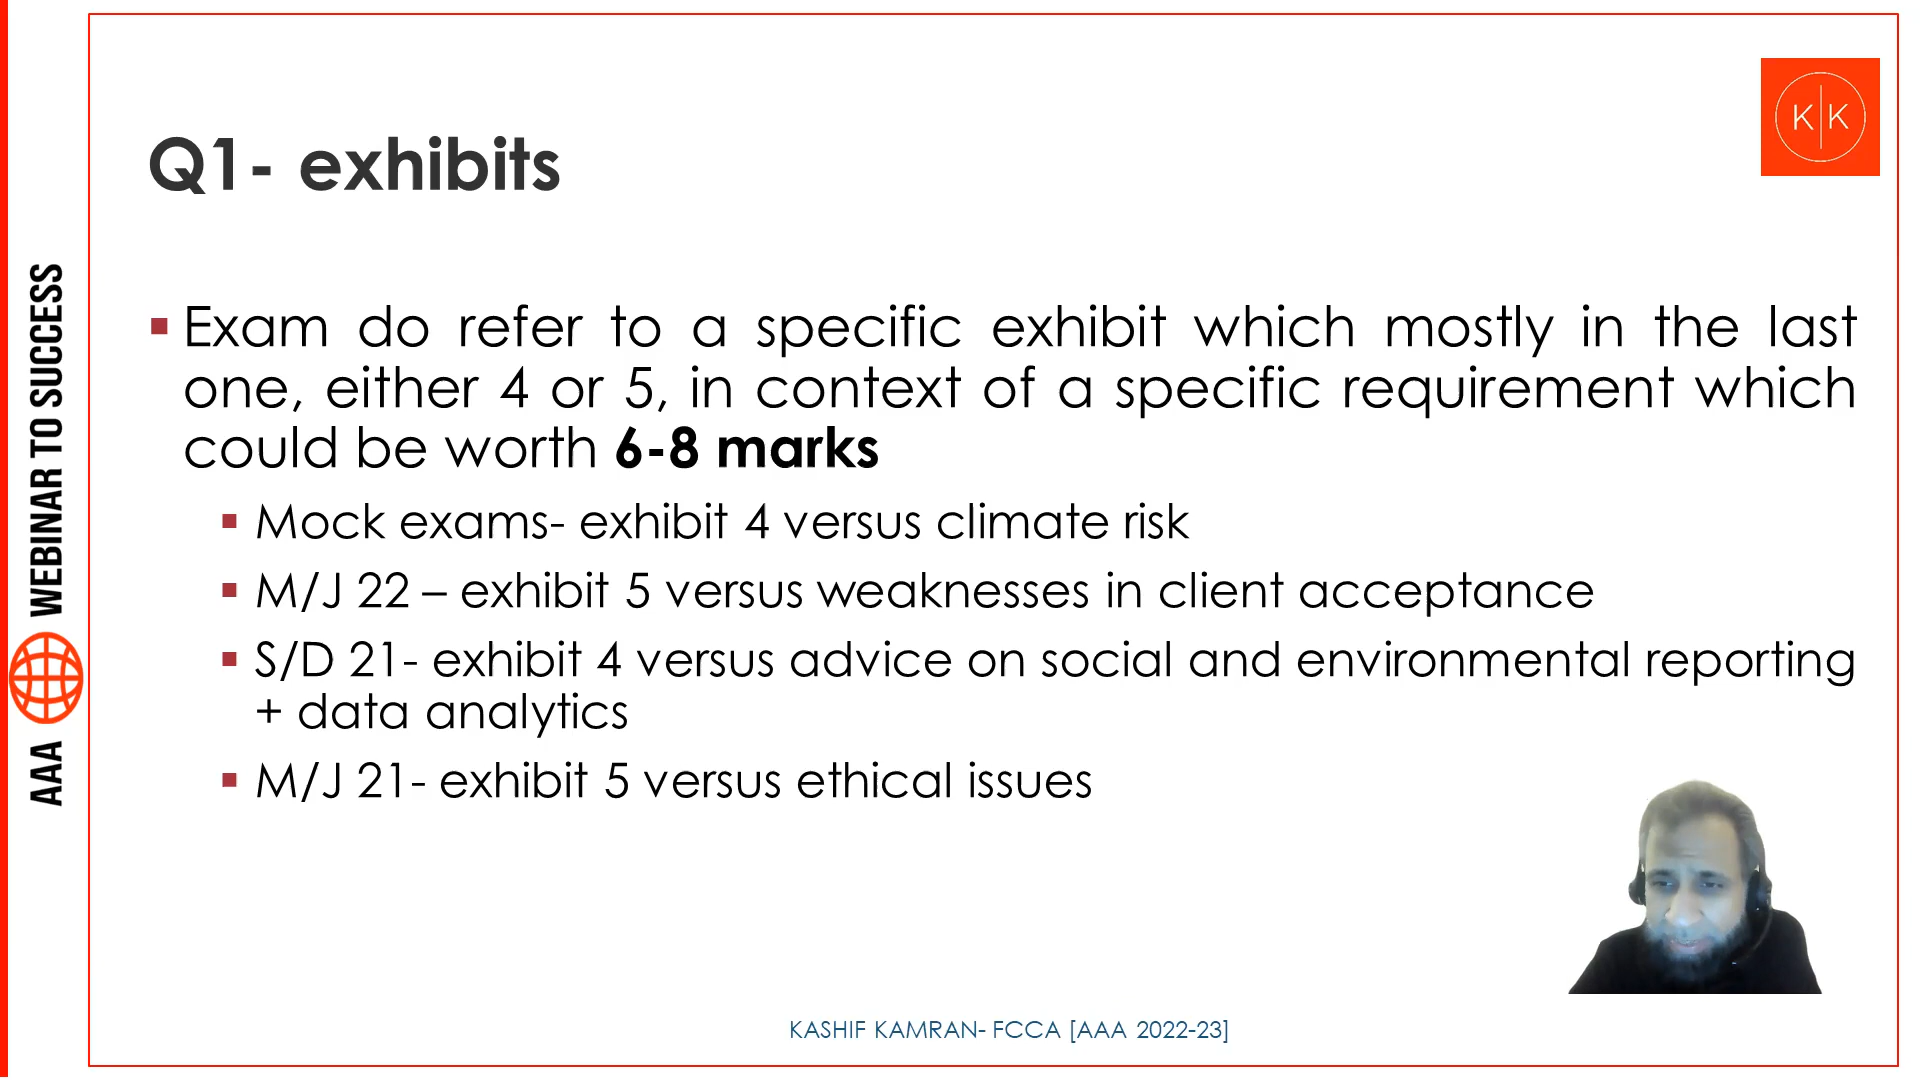 Q1- exhibits
K|K
Exam do refer to a specific exhibit which mostly in the last
one, either 4 or 5, in context of a specific requirement which
could be worth 6-8 marks
Mock exams- exhibit 4 versus climate risk
M/J 22 – exhibit 5 versus weaknesses in client acceptance
S/D 21- exhibit 4 versus advice on social and environmental reporting
+ data analytics
M/J 21- exhibit 5 versus ethical issues
AAA WEBINAR TO SUCCESS
KASHIF KAMRAN- FCCA [AAA 2022-23]